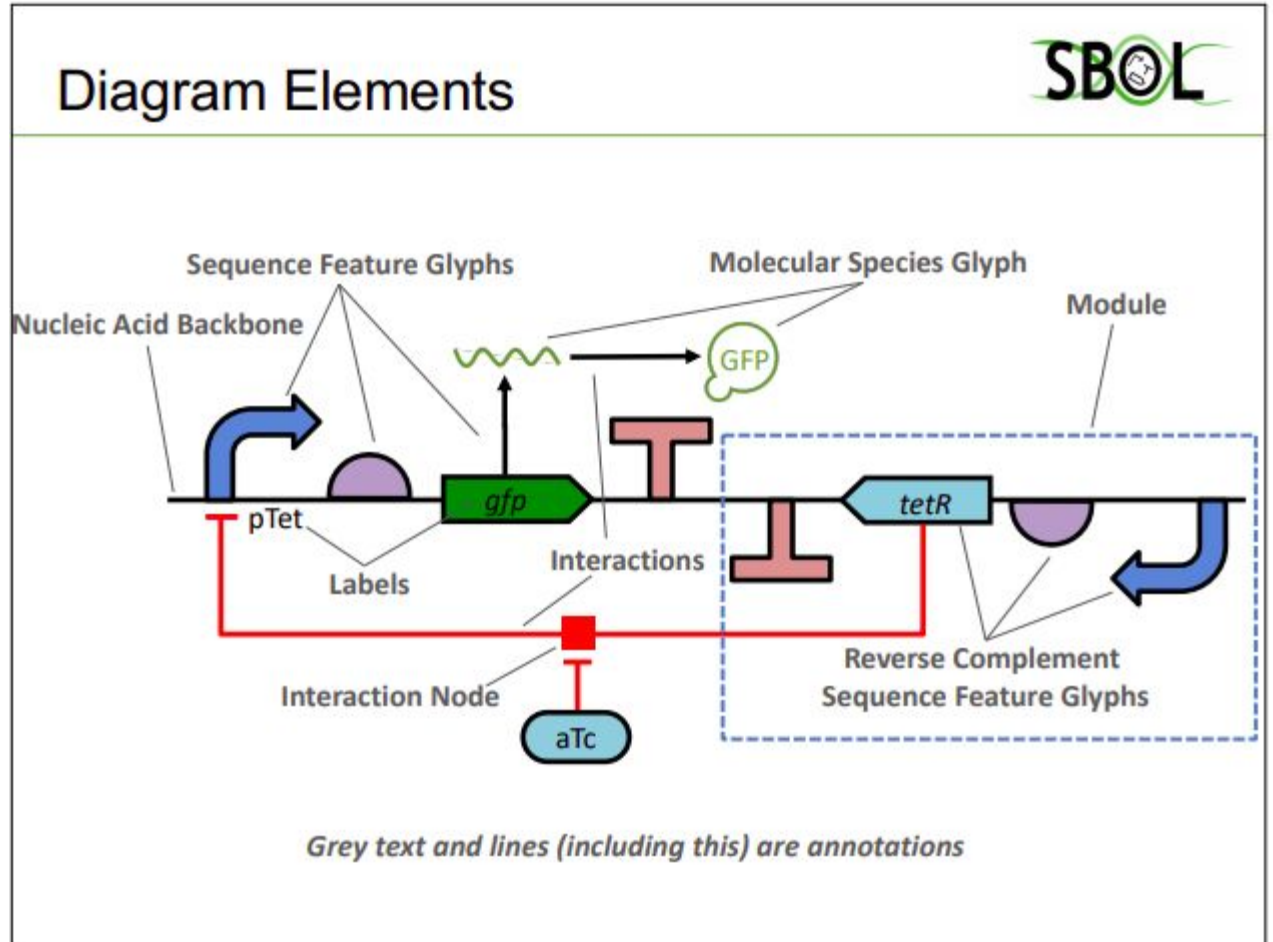 Diagram Elements
SBOL
Sequence Feature Glyphs
Molecular Species Glyph
Nucleic Acid Backbone
Module
GFP
gfp
tetR
pTet
Labels
Interactions
Interaction Node
Reverse Complement
Sequence Feature Glyphs
aTc
Grey text and lines (including this) are annotations